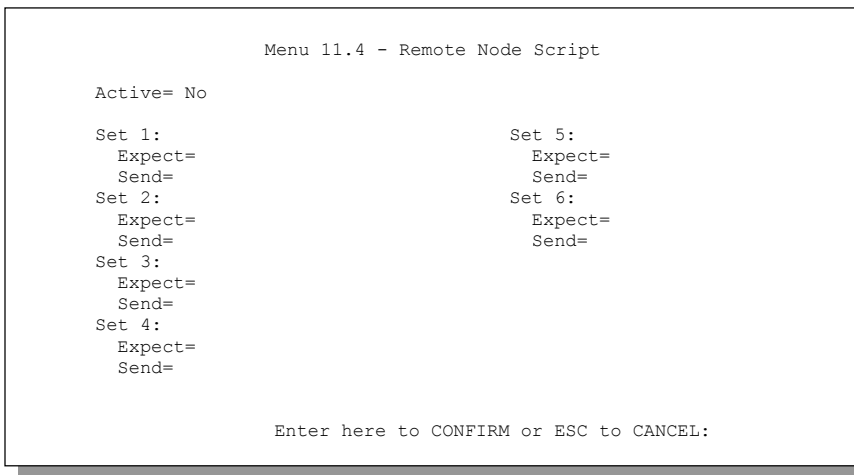 Menu 11.4 - Remote Node Script
Active= No
Set 1:
Expect=
Send=
Set 2:
Expect=
Send=
Set 3:
Expect=
Send=
Set 4:
Expect=
Send=
Set 5:
Expect=
Send=
Set 6:
Expect=
Send=
Enter here to CONFIRM or ESC to CANCEL: